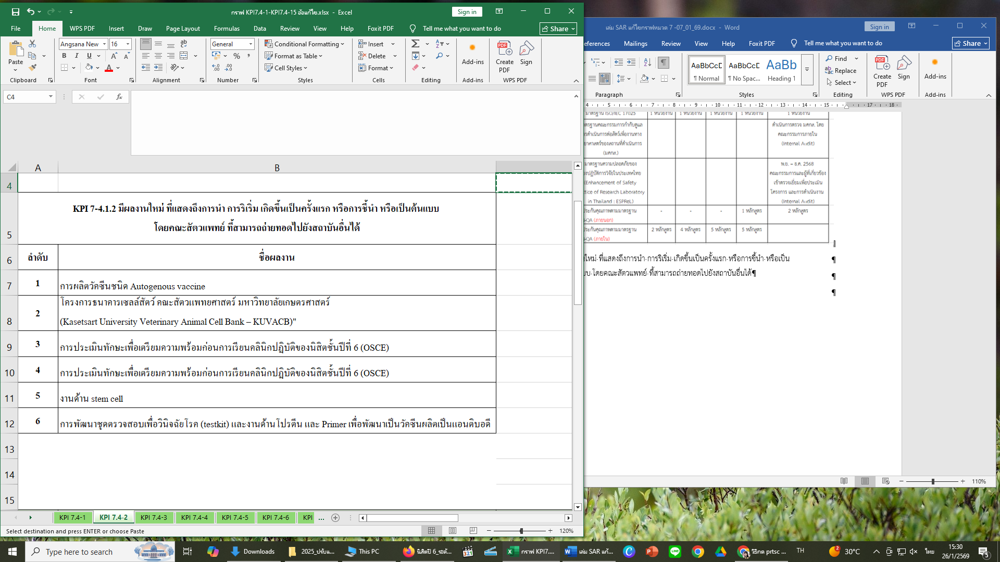 กราฟ KPI7.4-1-KPI7.4-15 อ้อแก้ไข.xlsx - Excel
Sign in
File Home WPS PDF Insert Draw Page Layout Formulas Data Review View Help Foxit PDF Tell me what you want to do Share
Paste
Clipboard
Angsana New 16
B I U
Font
Alignment
General
Number
Conditional Formatting
Format as Table
Cell Styles
Styles
Insert
Delete
Format
Cells
Editing
Add-ins
Add-ins
Create PDF Sign
WPS PDF
C4
fx
A B
4
5
KPI 7-4.1.2 มีผลงานใหม่ ที่แสดงถึงการนำ การริเริ่ม เกิดขึ้นเป็นครั้งแรก หรือการชี้นำ หรือเป็นต้นแบบ
โดยคณะสัตวแพทย์ ที่สามารถถ่ายทอดไปยังสถาบันอื่นได้
6 ลำดับ ชื่อผลงาน
7 1 การผลิตวัคซีนชนิด Autogenous vaccine
8 2 โครงการธนาคารเซลล์สัตว์ คณะสัตวแพทยศาสตร์ มหาวิทยาลัยเกษตรศาสตร์
(Kasetsart University Veterinary Animal Cell Bank – KUVACB)"
9 3 การประเมินทักษะเพื่อเตรียมความพร้อมก่อนการเรียนคลินิกปฏิบัติของนิสิตชั้นปีที่ 6 (OSCE)
10 4 การประเมินทักษะเพื่อเตรียมความพร้อมก่อนการเรียนคลินิกปฏิบัติของนิสิตชั้นปีที่ 6 (OSCE)
11 5 งานด้าน stem cell
12 6 การพัฒนาชุดตรวจสอบเพื่อวินิจฉัยโรค (testkit) และงานด้านโปรตีน และ Primer เพื่อพัฒนาเป็นวัคซีนผลิตเป็นแอนติบอดี
13
14
15
KPI 7.4-1 KPI 7.4-2 KPI 7.4-3 KPI 7.4-4 KPI 7.4-5 KPI 7.4-6 KPI ...
Select destination and press ENTER or choose Paste
120%
เล่ม SAR แก้ไขกราฟหมวด 7 -07_01_69.docx - Word
Sign in
eferences Mailings Review View Help Foxit PDF Tell me what you want to do Share
Paragraph
AaBbCcD AaBbCcD AaBb
¶ Normal ¶ No Spac... Heading 1
Styles
Find
Replace
Select
Editing
Create PDF Sign
WPS PDF
Add-ins
Add-ins
4 5 6 7 8 9 10 11 12 13 14 15 17 18
มาตรฐาน ISO/IEC 17025 1 หน่วยงาน 1 หน่วยงาน 1 หน่วยงาน 1 หน่วยงาน 1 หน่วยงาน
ตรฐานคณะกรรมการกำกับดูแล
รดำเนินการต่อสัตว์เพื่องานทาง
ยาศาสตร์ของสถานที่ดำเนินการ
(มคกส.)
ดำเนินการตรวจ มคกส. โดย
คณะกรรมการภายใน
(Internal Audit)
มาตรฐานความปลอดภัยของ
องปฏิบัติการวิจัยในประเทศไทย
(Enhancement of Safety
tice of Research Laboratory
in Thailand : ESPReL)
พ.ย. – ธ.ค. 2568
คณะกรรมการและผู้ที่เกี่ยวข้อง
เข้าตรวจเยี่ยมเพื่อประเมิน
โครงการ และการดำเนินงาน
(Internal Audit)
ประกันคุณภาพตามมาตรฐาน - - - 1 หลักสูตร 2 หลักสูตร
-QA (ภายนอก)
ประกันคุณภาพตามมาตรฐาน 2 หลักสูตร 4 หลักสูตร 5 หลักสูตร 5 หลักสูตร
-QA (ภายใน)
นใหม่ ที่แสดงถึงการนำ การริเริ่ม เกิดขึ้นเป็นครั้งแรก หรือการชี้นำ หรือเป็น
บบ โดยคณะสัตวแพทย์ ที่สามารถถ่ายทอดไปยังสถาบันอื่นได้¶
¶
¶
¶
110%
Type here to search
Downloads
2025_ปรับแ...
This PC
นิสิตปี 6_ระดั...
กราฟ KPI7....
เล่ม SAR แก้...
วิธีกด prtsc ...
TH
2
30°C
ไทย
15:30
26/1/2569
5